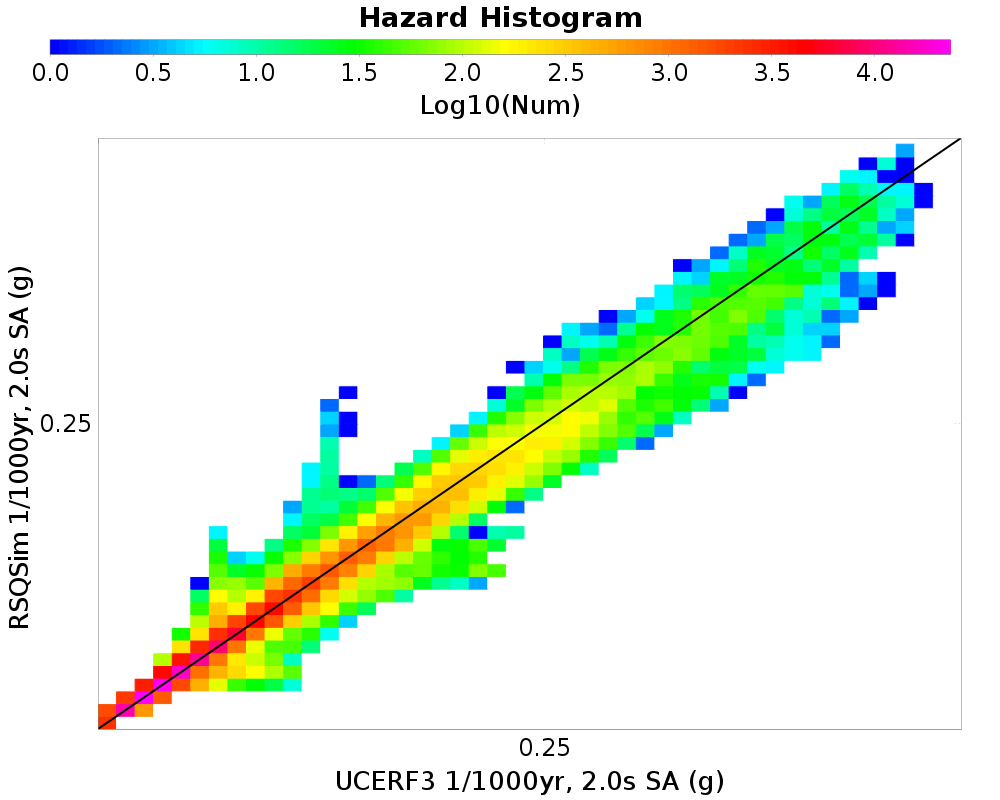 Hazard Histogram
0.0 0.5 1.0 1.5 2.0 2.5 3.0 3.5 4.0
Log10(Num)
RSQSim 1/1000yr, 2.0s SA (g)
0.25
0.25
UCERF3 1/1000yr, 2.0s SA (g)